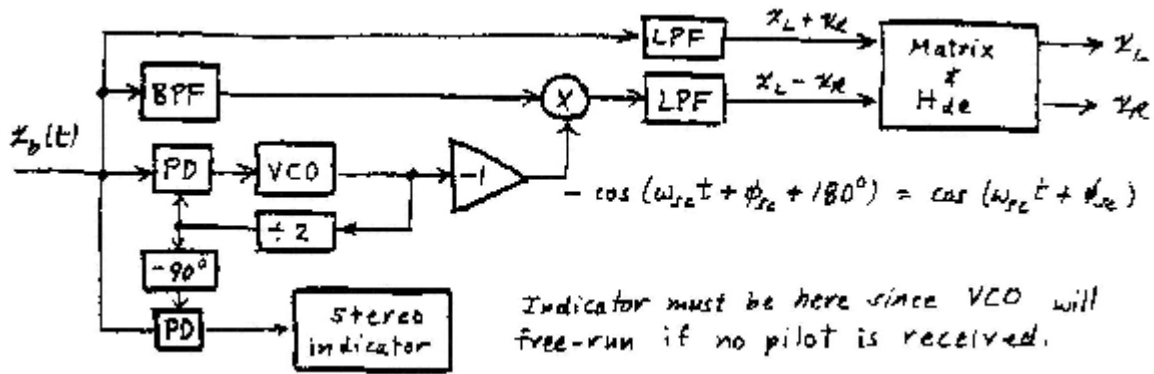 LPF
x_L + x_R
Matrix
&
H_de
x_L
BPF
X
LPF
x_L - x_R
x_R
x_b(t)
PD
VCO
-1
- cos (ω_sc t + φ_sc + 180°) = cos (ω_sc t + φ_sc)
÷ 2
-90°
PD
Stereo
indicator
Indicator must be here since VCO will
free-run if no pilot is received.